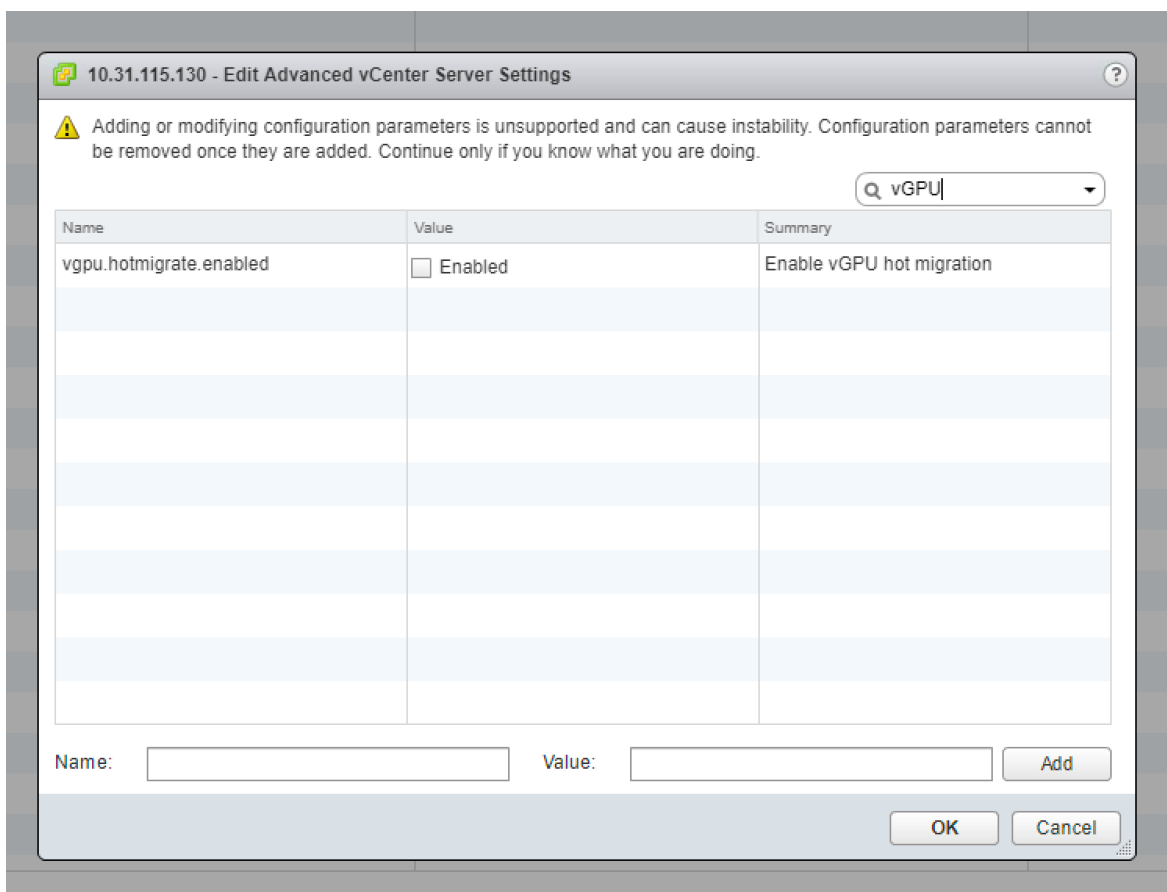 10.31.115.130 - Edit Advanced vCenter Server Settings
?
Adding or modifying configuration parameters is unsupported and can cause instability. Configuration parameters cannot
be removed once they are added. Continue only if you know what you are doing.
vGPU
Name Value Summary
vgpu.hotmigrate.enabled Enabled Enable vGPU hot migration
Name: Value: Add
OK Cancel